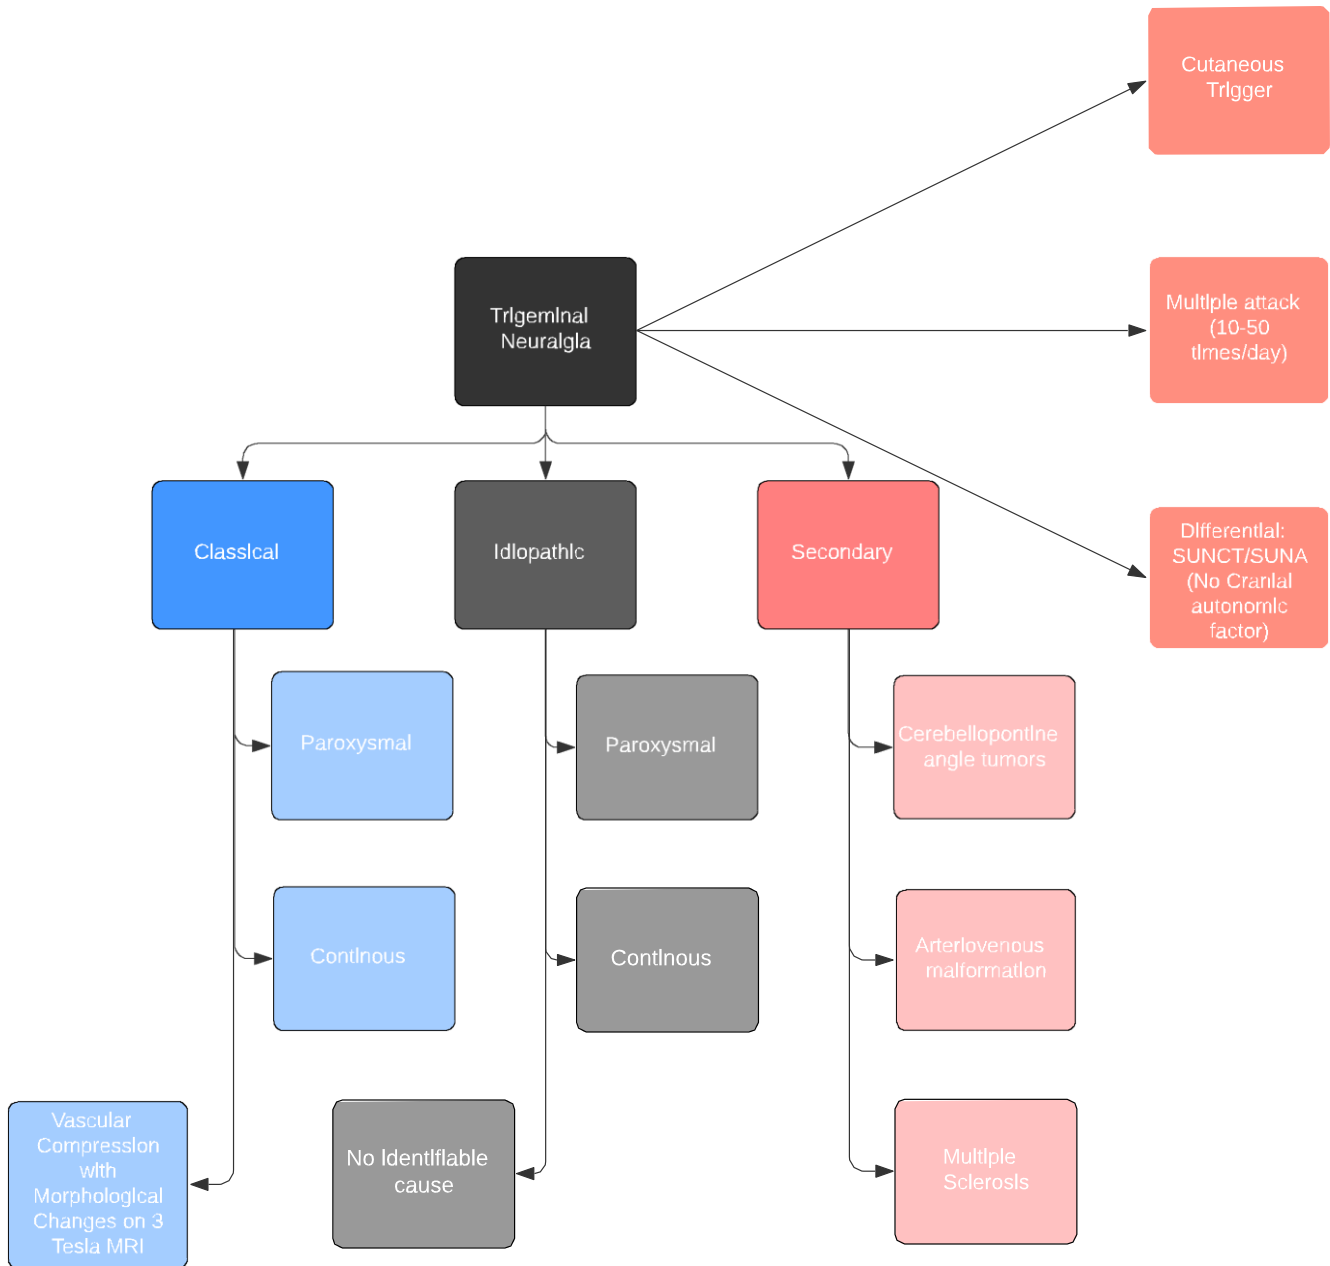 Cutaneous
Trigger
Trigeminal
Neuralgia
Multiple attack
(10-50
times/day)
Classical
Idiopathic
Secondary
Differential:
SUNCT/SUNA
(No Cranial
autonomic
factor)
Paroxysmal
Paroxysmal
Cerebellopontine
angle tumors
Continous
Continous
Arteriovenous
malformation
Vascular
Compression
with
Morphological
Changes on 3
Tesla MRI
No identifiable
cause
Multiple
Sclerosis